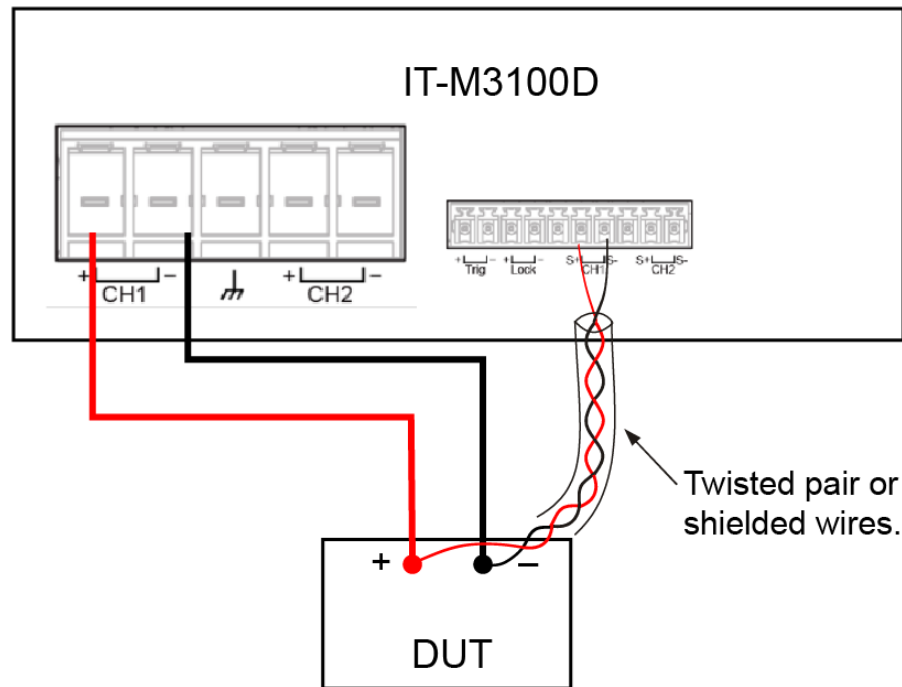 IT-M3100D
+ CH1 −
+ CH2 −
+ Trig −
+ Lock −
S+ CH1 S-
S+ CH2 S-
Twisted pair or
shielded wires.
+ −
DUT